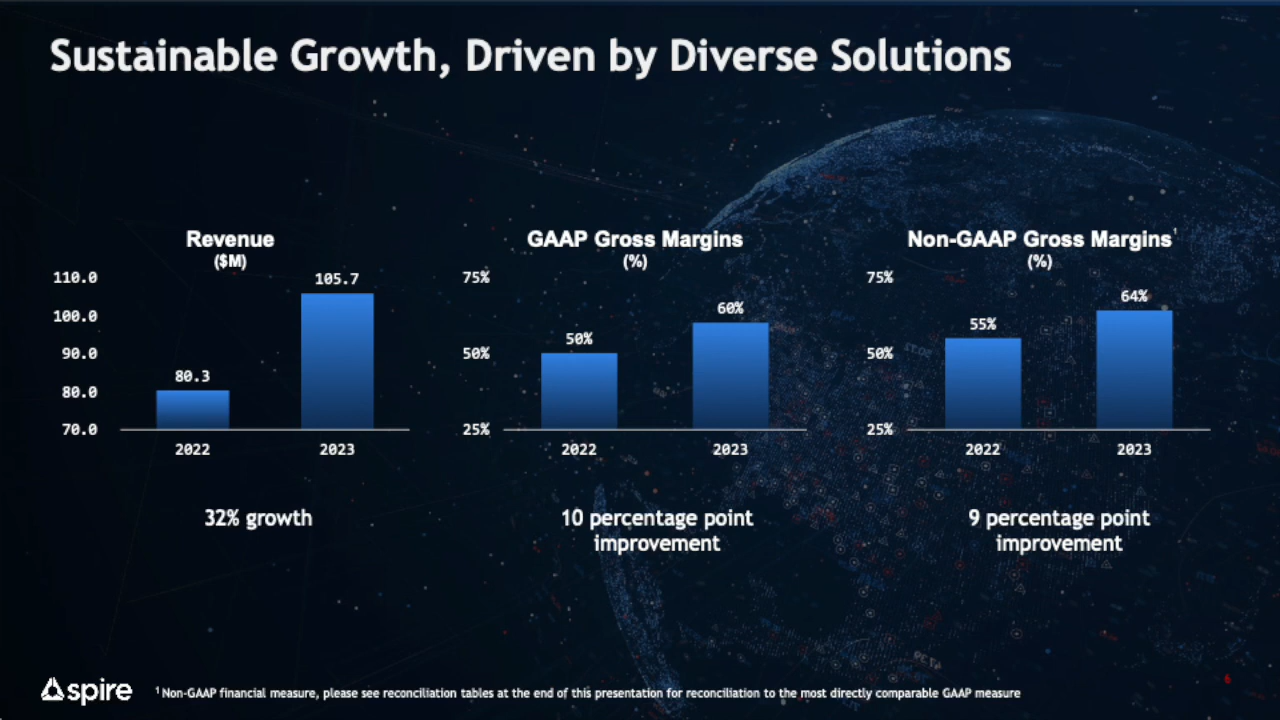 Sustainable Growth, Driven by Diverse Solutions
Revenue
($M)
110.0
100.0
90.0
80.0
70.0
80.3
105.7
2022
2023
32% growth
GAAP Gross Margins
(%)
75%
50%
25%
50%
60%
2022
2023
10 percentage point
improvement
Non-GAAP Gross Margins¹
(%)
75%
50%
25%
55%
64%
2022
2023
9 percentage point
improvement
spire
¹ Non-GAAP financial measure, please see reconciliation tables at the end of this presentation for reconciliation to the most directly comparable GAAP measure
6